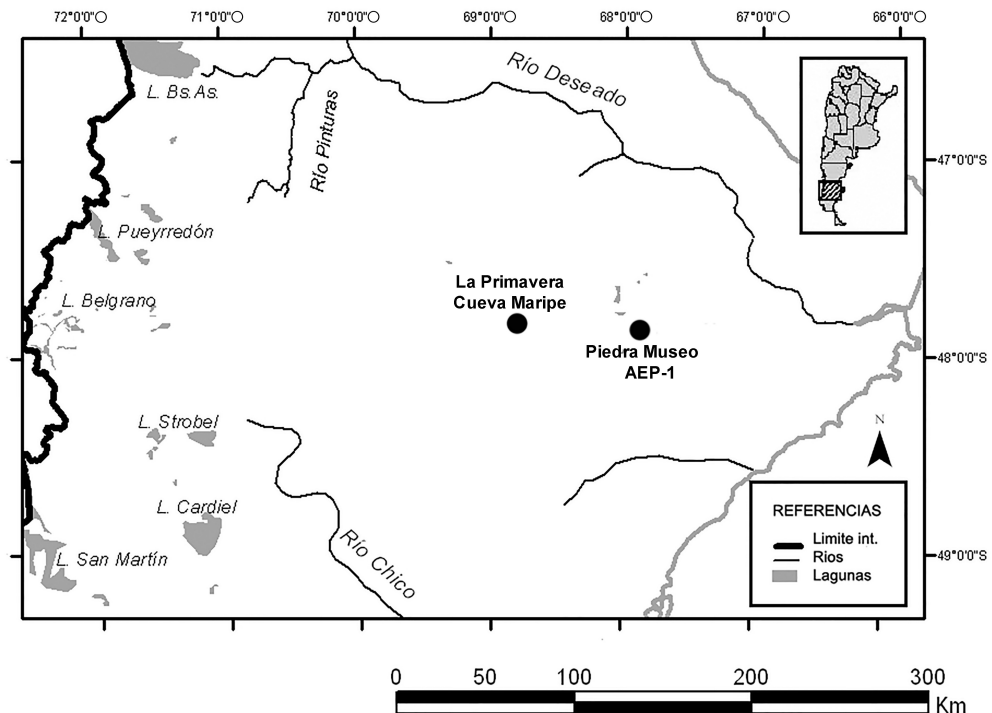 72°0'0"O 71°0'0"O 70°0'0"O 69°0'0"O 68°0'0"O 67°0'0"O 66°0'0"O
L. Bs.As.
Río Deseado
Río Pinturas
47°0'0"S
L. Pueyrredón
La Primavera
Cueva Maripe
L. Belgrano
Piedra Museo
AEP-1
48°0'0"S
L. Strobel
N
L. Cardiel
Río Chico
L. San Martín
49°0'0"S
REFERENCIAS
Limite int.
Rios
Lagunas
0 50 100 200 300
Km